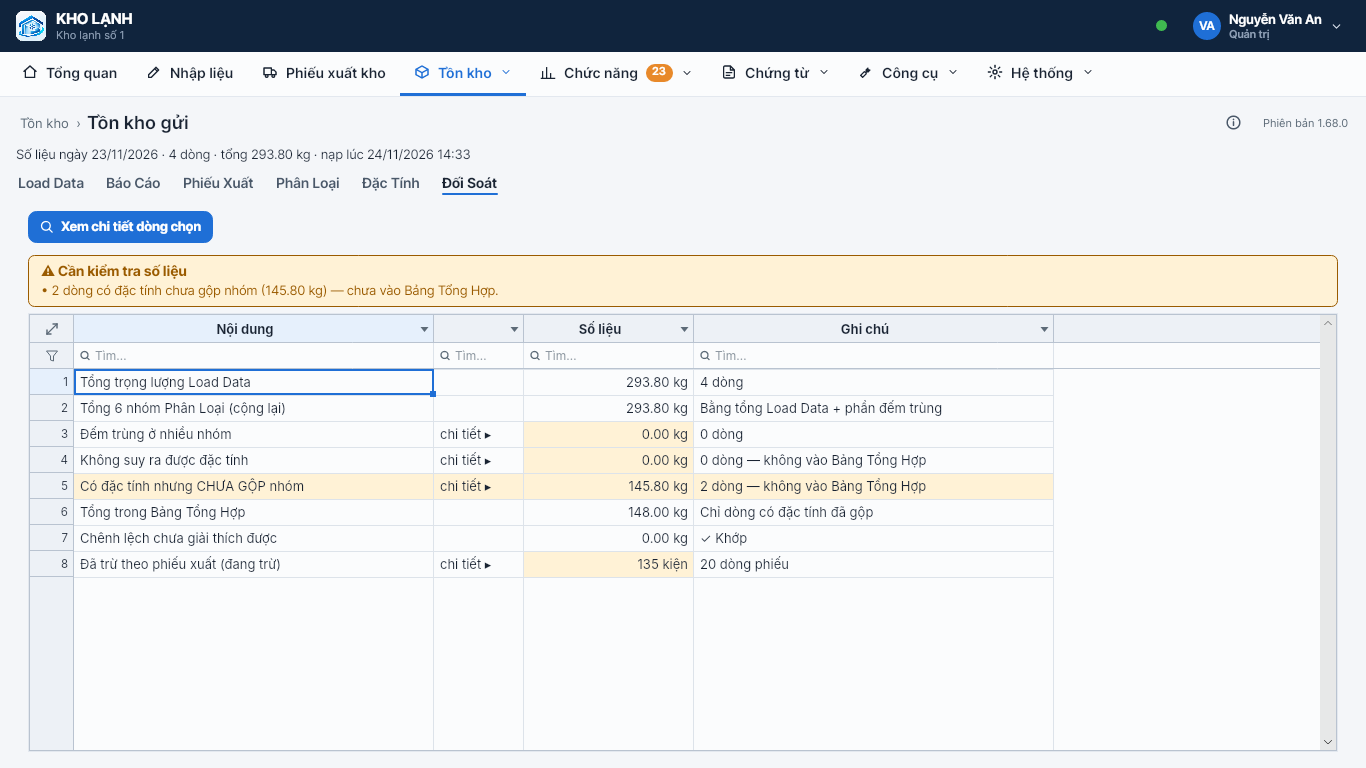 KHO LẠNH
Kho lạnh số 1
VA
Nguyễn Văn An
Quản trị
Tổng quan
Nhập liệu
Phiếu xuất kho
Tồn kho
Chức năng 23
Chứng từ
Công cụ
Hệ thống
Tồn kho › Tồn kho gửi
Phiên bản 1.68.0
Số liệu ngày 23/11/2026 · 4 dòng · tổng 293.80 kg · nạp lúc 24/11/2026 14:33
Load Data Báo Cáo Phiếu Xuất Phân Loại Đặc Tính Đối Soát
Xem chi tiết dòng chọn
⚠ Cần kiểm tra số liệu
• 2 dòng có đặc tính chưa gộp nhóm (145.80 kg) — chưa vào Bảng Tổng Hợp.
Nội dung Số liệu Ghi chú
Tìm... Tìm... Tìm... Tìm...
1 Tổng trọng lượng Load Data 293.80 kg 4 dòng
2 Tổng 6 nhóm Phân Loại (cộng lại) 293.80 kg Bằng tổng Load Data + phần đếm trùng
3 Đếm trùng ở nhiều nhóm chi tiết ▸ 0.00 kg 0 dòng
4 Không suy ra được đặc tính chi tiết ▸ 0.00 kg 0 dòng — không vào Bảng Tổng Hợp
5 Có đặc tính nhưng CHƯA GỘP nhóm chi tiết ▸ 145.80 kg 2 dòng — không vào Bảng Tổng Hợp
6 Tổng trong Bảng Tổng Hợp 148.00 kg Chỉ dòng có đặc tính đã gộp
7 Chênh lệch chưa giải thích được 0.00 kg ✓ Khớp
8 Đã trừ theo phiếu xuất (đang trừ) chi tiết ▸ 135 kiện 20 dòng phiếu